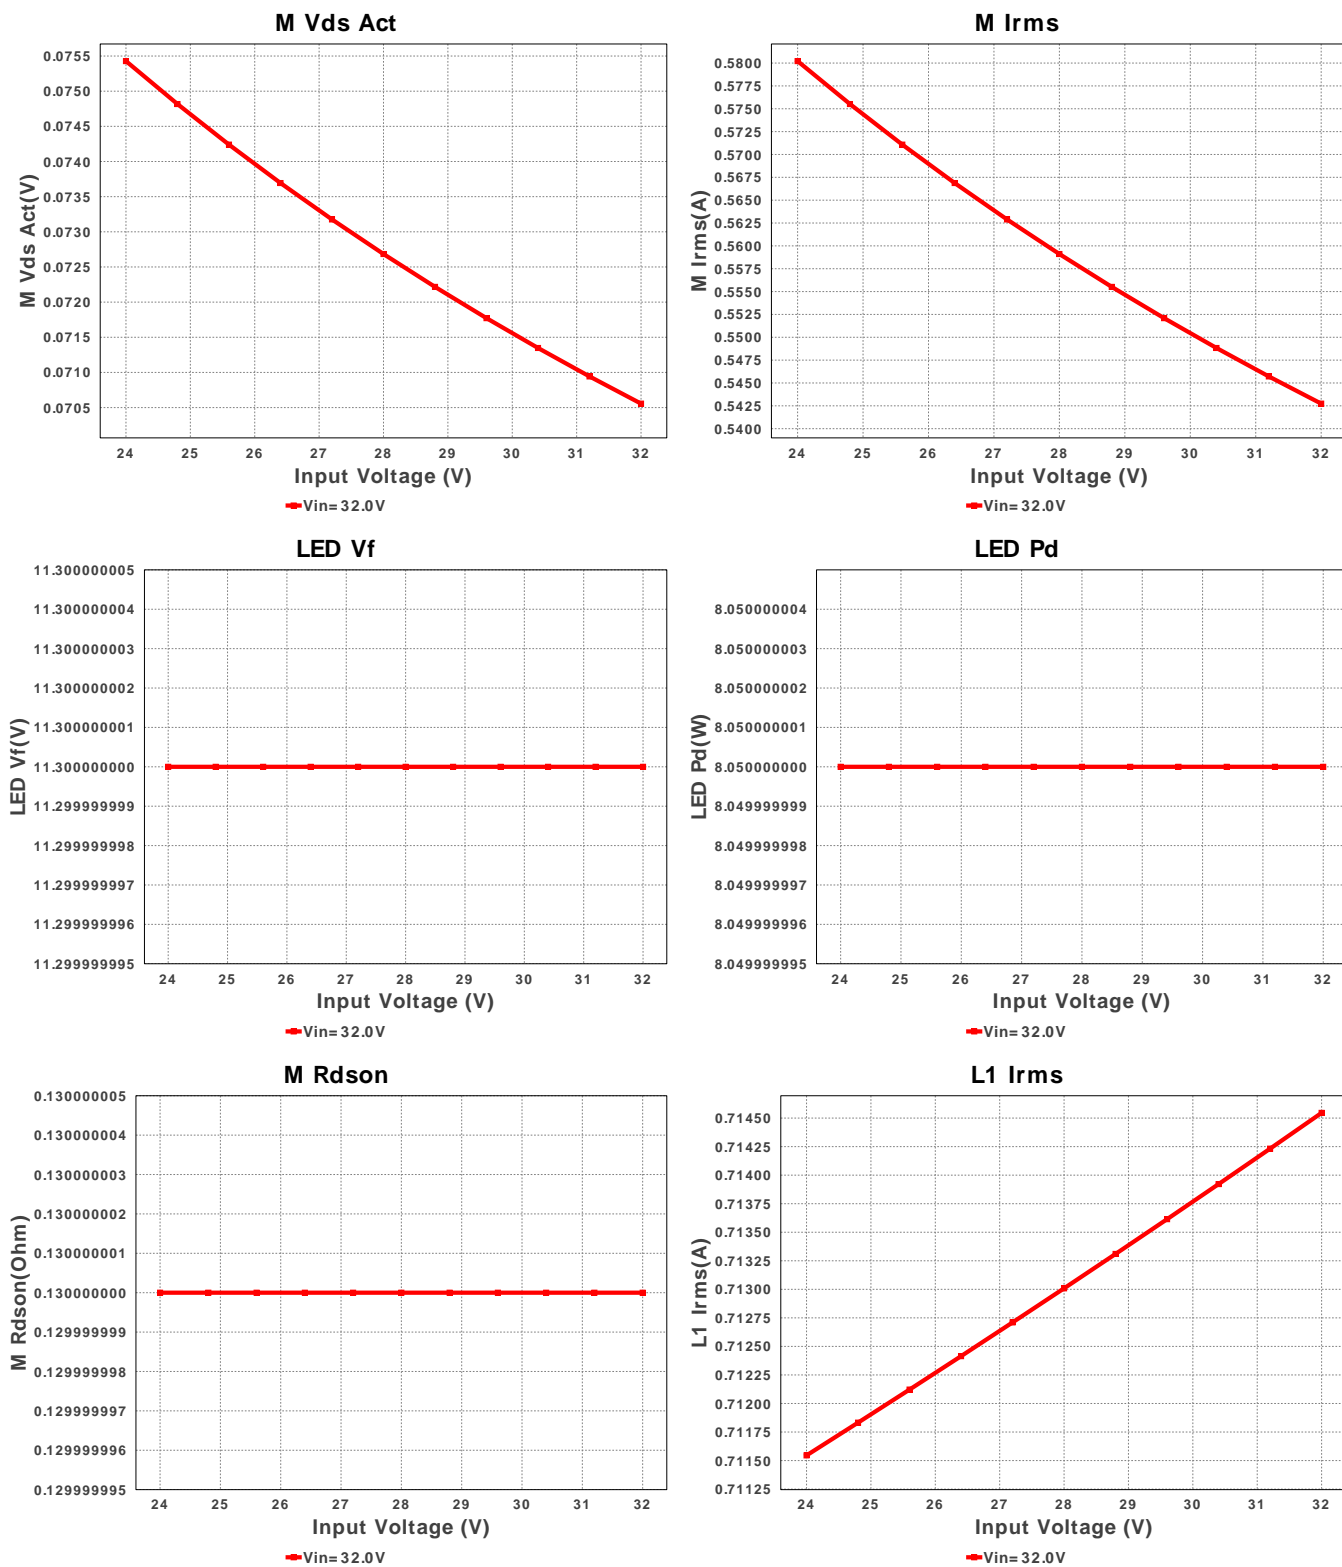 M Vds Act
M Vds Act(V)
0.0755
0.0750
0.0745
0.0740
0.0735
0.0730
0.0725
0.0720
0.0715
0.0710
0.0705
24 25 26 27 28 29 30 31 32
Input Voltage (V)
Vin=32.0V
M Irms
M Irms(A)
0.5800
0.5775
0.5750
0.5725
0.5700
0.5675
0.5650
0.5625
0.5600
0.5575
0.5550
0.5525
0.5500
0.5475
0.5450
0.5425
0.5400
24 25 26 27 28 29 30 31 32
Input Voltage (V)
Vin=32.0V
LED Vf
LED Vf(V)
11.300000005
11.300000004
11.300000003
11.300000002
11.300000001
11.300000000
11.299999999
11.299999998
11.299999997
11.299999996
11.299999995
24 25 26 27 28 29 30 31 32
Input Voltage (V)
Vin=32.0V
LED Pd
LED Pd(W)
8.050000004
8.050000003
8.050000002
8.050000001
8.050000000
8.049999999
8.049999998
8.049999997
8.049999996
8.049999995
24 25 26 27 28 29 30 31 32
Input Voltage (V)
Vin=32.0V
M Rdson
M Rdson(Ohm)
0.130000005
0.130000004
0.130000003
0.130000002
0.130000001
0.130000000
0.129999999
0.129999998
0.129999997
0.129999996
0.129999995
24 25 26 27 28 29 30 31 32
Input Voltage (V)
Vin=32.0V
L1 Irms
L1 Irms(A)
0.71450
0.71425
0.71400
0.71375
0.71350
0.71325
0.71300
0.71275
0.71250
0.71225
0.71200
0.71175
0.71150
0.71125
24 25 26 27 28 29 30 31 32
Input Voltage (V)
Vin=32.0V